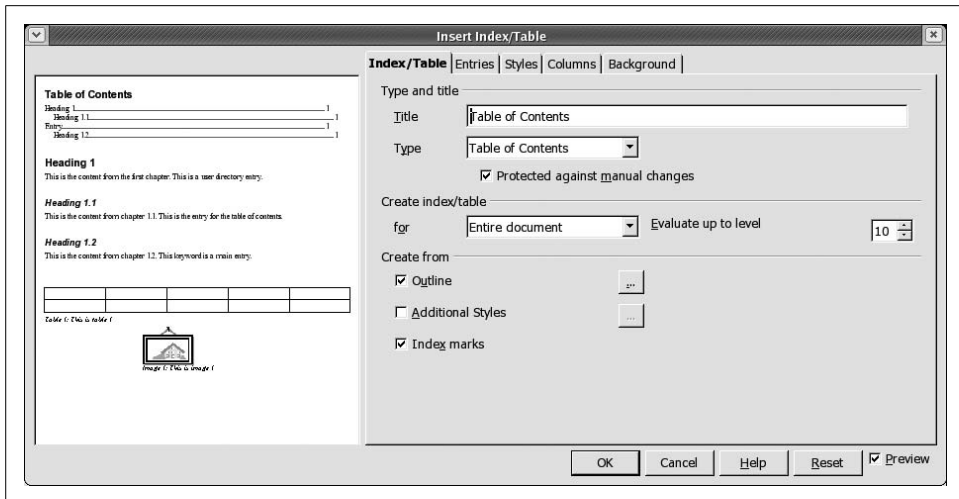 Insert Index/Table
Index/Table Entries Styles Columns Background
Table of Contents
Heading 1 1
Heading 1.1 1
Entry 1
Heading 1.2 1
Heading 1
This is the content from the first chapter. This is a user directory entry.
Heading 1.1
This is the content from chapter 1.1. This is the entry for the table of contents.
Heading 1.2
This is the content from chapter 1.2. This keyword is a main entry.
Table 1: This is table 1
Image 1: This is image 1
Type and title
Title Table of Contents
Type Table of Contents
Protected against manual changes
Create index/table
for Entire document Evaluate up to level 10
Create from
Outline ...
Additional Styles ...
Index marks
OK Cancel Help Reset Preview